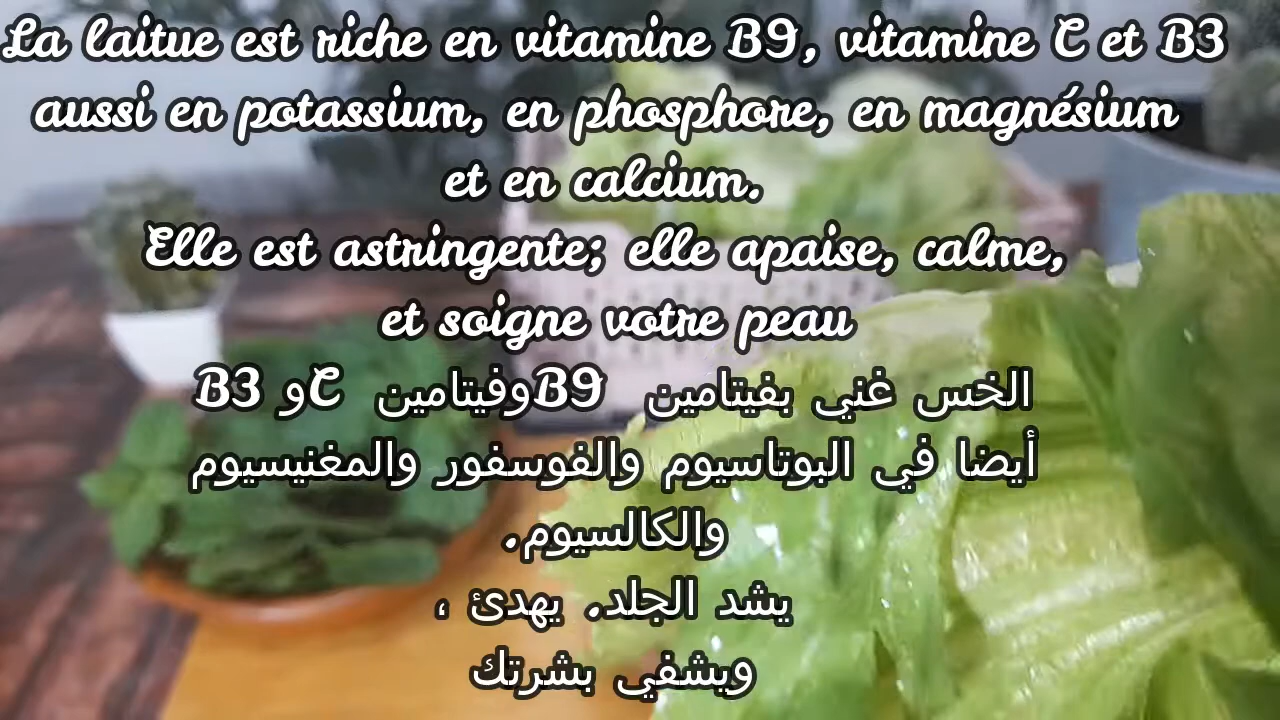 La laitue est riche en vitamine B9, vitamine C et B3
aussi en potassium, en phosphore, en magnésium
et en calcium.
Elle est astringente; elle apaise, calme,
et soigne votre peau
الخس غني بفيتامين B9وفيتامين Cو B3
أيضا في البوتاسيوم والفوسفور والمغنيسيوم
والكالسيوم.
يشد الجلد. يهدئ ،
ويشفي بشرتك